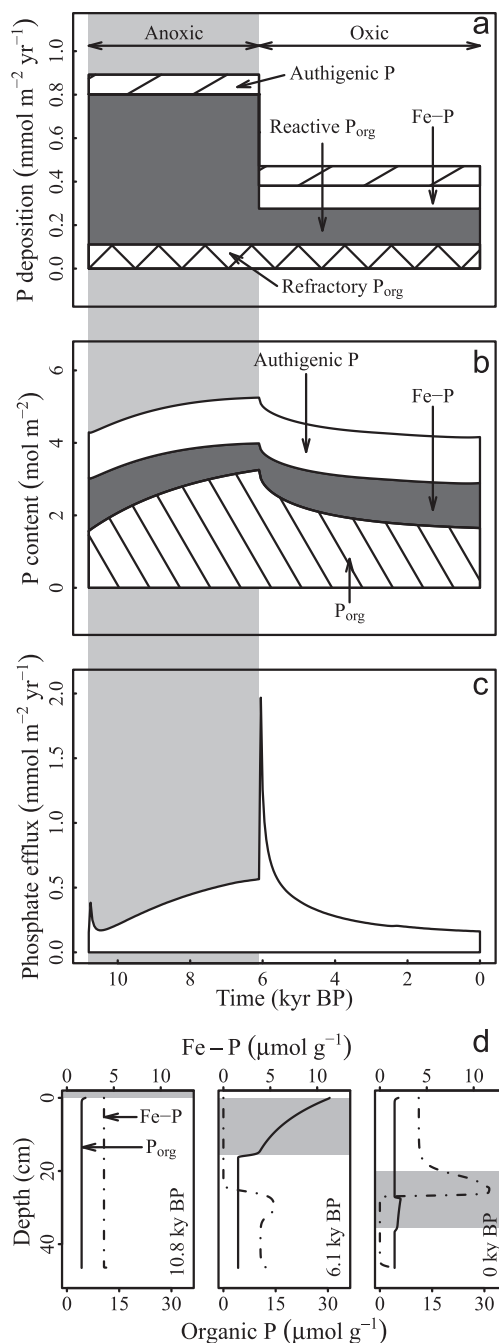 a
Anoxic
Oxic
Authigenic P
Reactive P_org
Fe–P
Refractory P_org
P deposition (mmol m⁻² yr⁻¹)
0.0 0.2 0.4 0.6 0.8 1.0
b
Authigenic P
Fe–P
P_org
P content (mol m⁻²)
0 2 4 6
c
Phosphate efflux (mmol m⁻² yr⁻¹)
0.0 0.5 1.0 1.5 2.0
10 8 6 4 2 0
Time (kyr BP)
Fe–P (μmol g⁻¹)
d
0 5 10 0 5 10 0 5 10
Depth (cm)
0 20 40
Fe–P
P_org
10.8 ky BP
6.1 ky BP
0 ky BP
0 15 30 0 15 30 0 15 30
Organic P (μmol g⁻¹)